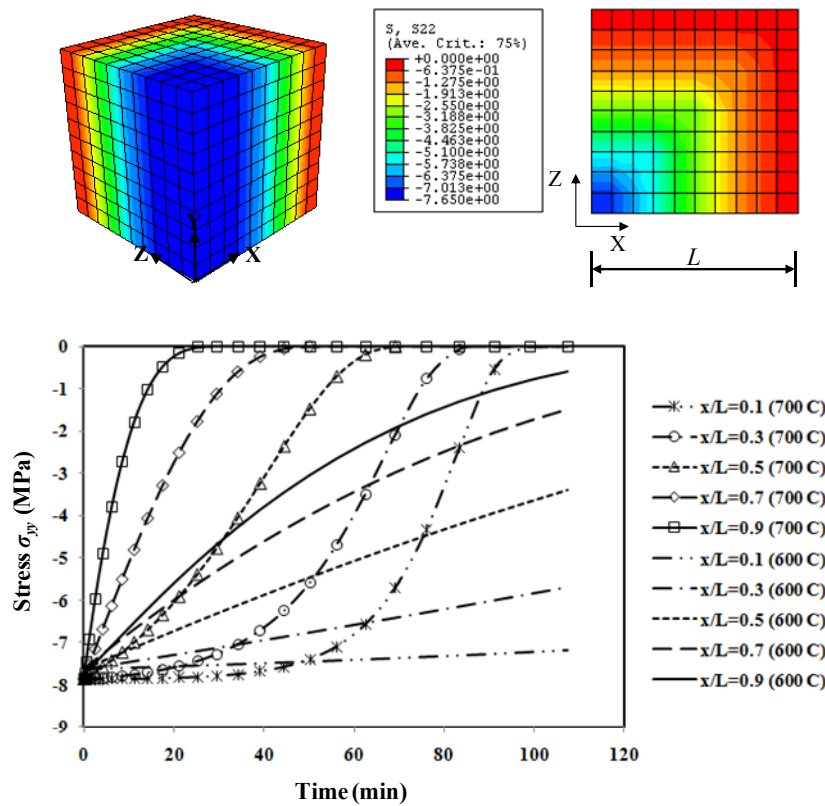 S, S22
(Ave. Crit.: 75%)
+0.000e+00
-6.375e-01
-1.275e+00
-1.913e+00
-2.550e+00
-3.188e+00
-3.825e+00
-4.463e+00
-5.100e+00
-5.738e+00
-6.375e+00
-7.013e+00
-7.650e+00
Y
Z
X
Z
X
L
Stress σyy (MPa)
0
-1
-2
-3
-4
-5
-6
-7
-8
-9
0
20
40
60
80
100
120
Time (min)
x/L=0.1 (700 C)
x/L=0.3 (700 C)
x/L=0.5 (700 C)
x/L=0.7 (700 C)
x/L=0.9 (700 C)
x/L=0.1 (600 C)
x/L=0.3 (600 C)
x/L=0.5 (600 C)
x/L=0.7 (600 C)
x/L=0.9 (600 C)